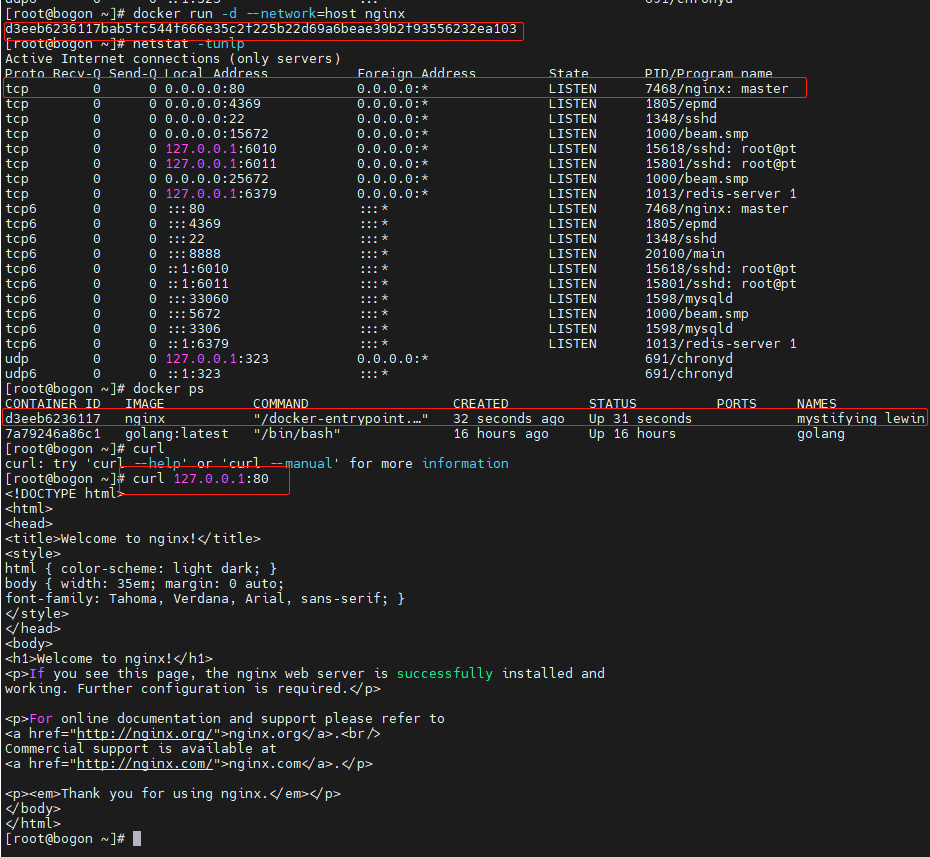 udp6 0 0 ::1:323 :::* 691/chronyd
[root@bogon ~]# docker run -d --network=host nginx
d3eeb6236117bab5fc544f666e35c2f225b22d69a6beae39b2f93556232ea103
[root@bogon ~]# netstat -tunlp
Active Internet connections (only servers)
Proto Recv-Q Send-Q Local Address Foreign Address State PID/Program name
tcp 0 0 0.0.0.0:80 0.0.0.0:* LISTEN 7468/nginx: master
tcp 0 0 0.0.0.0:4369 0.0.0.0:* LISTEN 1805/epmd
tcp 0 0 0.0.0.0:22 0.0.0.0:* LISTEN 1348/sshd
tcp 0 0 0.0.0.0:15672 0.0.0.0:* LISTEN 1000/beam.smp
tcp 0 0 127.0.0.1:6010 0.0.0.0:* LISTEN 15618/sshd: root@pt
tcp 0 0 127.0.0.1:6011 0.0.0.0:* LISTEN 15801/sshd: root@pt
tcp 0 0 0.0.0.0:25672 0.0.0.0:* LISTEN 1000/beam.smp
tcp 0 0 127.0.0.1:6379 0.0.0.0:* LISTEN 1013/redis-server 1
tcp6 0 0 :::80 :::* LISTEN 7468/nginx: master
tcp6 0 0 :::4369 :::* LISTEN 1805/epmd
tcp6 0 0 :::22 :::* LISTEN 1348/sshd
tcp6 0 0 :::8888 :::* LISTEN 20100/main
tcp6 0 0 ::1:6010 :::* LISTEN 15618/sshd: root@pt
tcp6 0 0 ::1:6011 :::* LISTEN 15801/sshd: root@pt
tcp6 0 0 :::33060 :::* LISTEN 1598/mysqld
tcp6 0 0 :::5672 :::* LISTEN 1000/beam.smp
tcp6 0 0 :::3306 :::* LISTEN 1598/mysqld
tcp6 0 0 ::1:6379 :::* LISTEN 1013/redis-server 1
udp 0 0 127.0.0.1:323 0.0.0.0:* 691/chronyd
udp6 0 0 ::1:323 :::* 691/chronyd
[root@bogon ~]# docker ps
CONTAINER ID IMAGE COMMAND CREATED STATUS PORTS NAMES
d3eeb6236117 nginx "/docker-entrypoint.…" 32 seconds ago Up 31 seconds mystifying_lewin
7a79246a86c1 golang:latest "/bin/bash" 16 hours ago Up 16 hours golang
[root@bogon ~]# curl
curl: try 'curl --help' or 'curl --manual' for more information
[root@bogon ~]# curl 127.0.0.1:80
<!DOCTYPE html>
<html>
<head>
<title>Welcome to nginx!</title>
<style>
html { color-scheme: light dark; }
body { width: 35em; margin: 0 auto;
font-family: Tahoma, Verdana, Arial, sans-serif; }
</style>
</head>
<body>
<h1>Welcome to nginx!</h1>
<p>If you see this page, the nginx web server is successfully installed and
working. Further configuration is required.</p>
<p>For online documentation and support please refer to
<a href="http://nginx.org/">nginx.org</a>.<br/>
Commercial support is available at
<a href="http://nginx.com/">nginx.com</a>.</p>
<p><em>Thank you for using nginx.</em></p>
</body>
</html>
[root@bogon ~]#